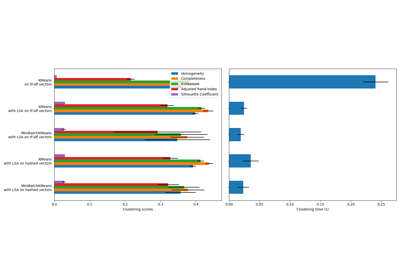 Homogeneity
Completeness
V-measure
Adjusted Rand-Index
Silhouette Coefficient
KMeans
on tf-idf vectors
KMeans
with LSA on tf-idf vectors
MiniBatchKMeans
with LSA on tf-idf vectors
KMeans
with LSA on hashed vectors
MiniBatchKMeans
with LSA on hashed vectors
0.0 0.1 0.2 0.3 0.4
Clustering scores
0.00 0.05 0.10 0.15 0.20 0.25
Clustering time (s)